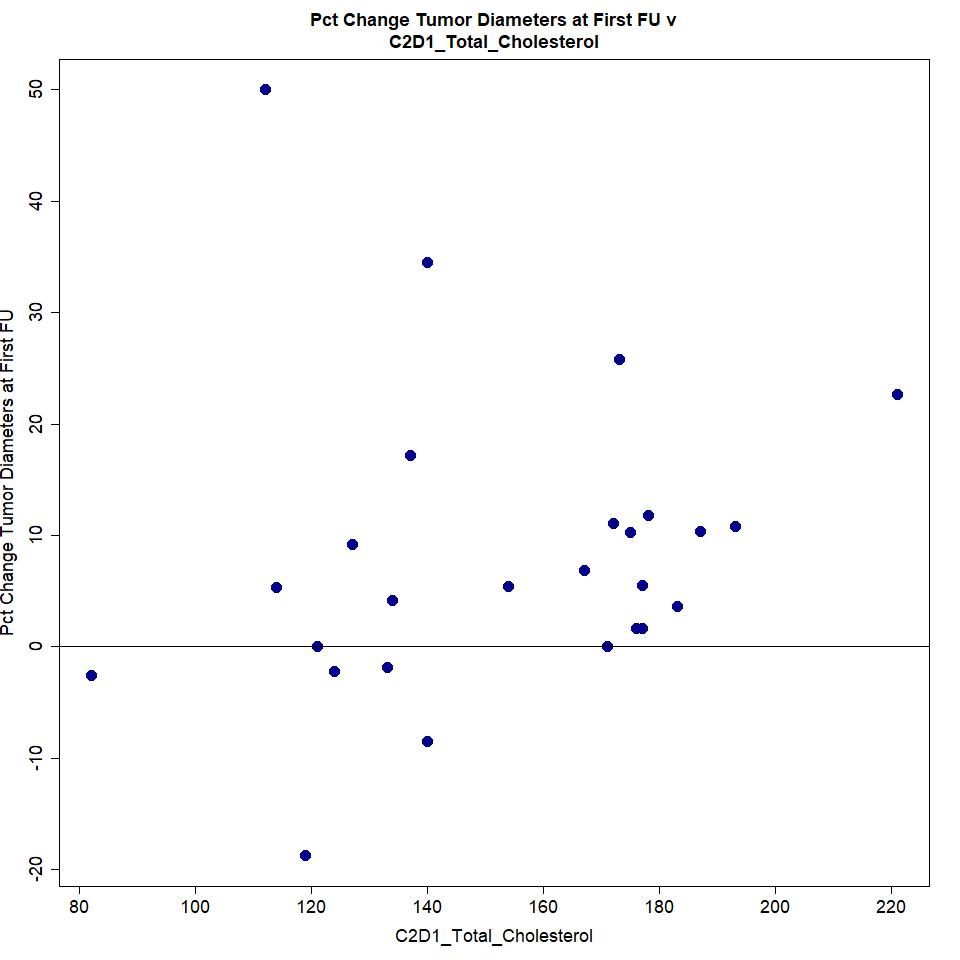 Pct Change Tumor Diameters at First FU v
C2D1_Total_Cholesterol
Pct Change Tumor Diameters at First FU
50
40
30
20
10
0
-10
-20
80 100 120 140 160 180 200 220
C2D1_Total_Cholesterol